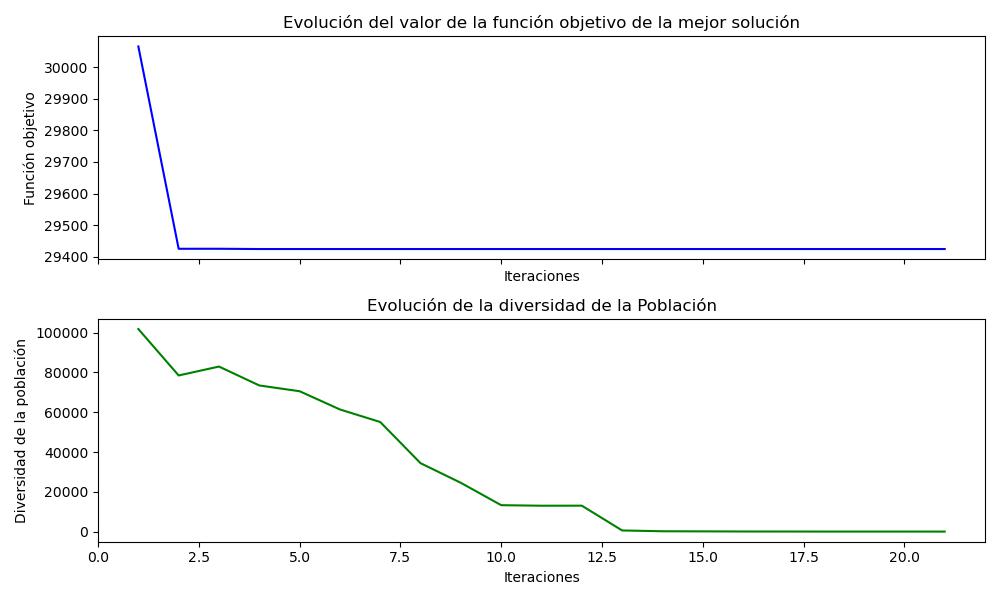 Evolución del valor de la función objetivo de la mejor solución
30000
29900
29800
29700
29600
29500
29400
Función objetivo
Iteraciones
Evolución de la diversidad de la Población
100000
80000
60000
40000
20000
0
Diversidad de la población
0.0 2.5 5.0 7.5 10.0 12.5 15.0 17.5 20.0
Iteraciones